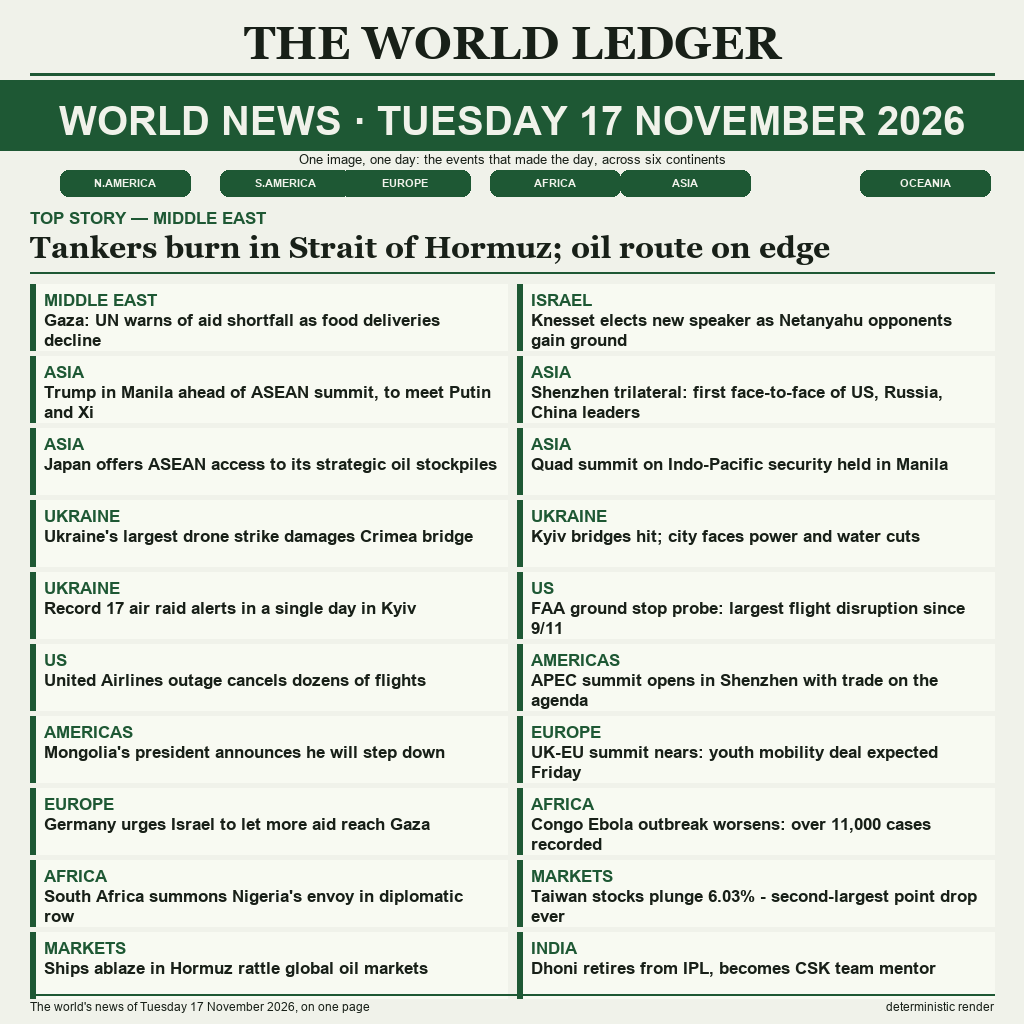 THE WORLD LEDGER
WORLD NEWS · TUESDAY 17 NOVEMBER 2026
One image, one day: the events that made the day, across six continents
N.AMERICA
S.AMERICA
EUROPE
AFRICA
ASIA
OCEANIA
TOP STORY — MIDDLE EAST
Tankers burn in Strait of Hormuz; oil route on edge
MIDDLE EAST
Gaza: UN warns of aid shortfall as food deliveries
decline
ISRAEL
Knesset elects new speaker as Netanyahu opponents
gain ground
ASIA
Trump in Manila ahead of ASEAN summit, to meet Putin
and Xi
ASIA
Shenzhen trilateral: first face-to-face of US, Russia,
China leaders
ASIA
Japan offers ASEAN access to its strategic oil stockpiles
ASIA
Quad summit on Indo-Pacific security held in Manila
UKRAINE
Ukraine's largest drone strike damages Crimea bridge
UKRAINE
Kyiv bridges hit; city faces power and water cuts
UKRAINE
Record 17 air raid alerts in a single day in Kyiv
US
FAA ground stop probe: largest flight disruption since
9/11
US
United Airlines outage cancels dozens of flights
AMERICAS
APEC summit opens in Shenzhen with trade on the
agenda
AMERICAS
Mongolia's president announces he will step down
EUROPE
UK-EU summit nears: youth mobility deal expected
Friday
EUROPE
Germany urges Israel to let more aid reach Gaza
AFRICA
Congo Ebola outbreak worsens: over 11,000 cases
recorded
AFRICA
South Africa summons Nigeria's envoy in diplomatic
row
MARKETS
Taiwan stocks plunge 6.03% - second-largest point drop
ever
MARKETS
Ships ablaze in Hormuz rattle global oil markets
INDIA
Dhoni retires from IPL, becomes CSK team mentor
The world's news of Tuesday 17 November 2026, on one page
deterministic render